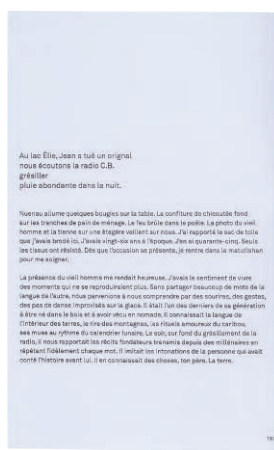 Au lac Élie, Jean a tué un orignal
nous écoutons la radio C.B.
grésiller
pluie abondante dans la nuit.
Nuenau allume quelques bougies sur la table. La confiture de chicoutée fond
sur les tranches de pain de ménage. Le feu brûle dans le poêle. La photo du vieil
homme et la tienne sur une étagère veillent sur nous. J'ai rapporté le sac de toile
que j'avais brodé ici. J'avais vingt-six ans à l'époque. J'en ai quarante-cinq. Seuls
les tissus ont résisté. Dès que l'occasion se présente, je rentre dans le matutishan
pour me soigner.
La présence du vieil homme me rendait heureuse. J'avais le sentiment de vivre
des moments qui ne se reproduiraient plus. Sans partager beaucoup de mots de la
langue de l'autre, nous parvenions à nous comprendre par des sourires, des gestes,
des pas de danse improvisés sur la glace. Il était l'un des derniers de sa génération
à être né dans le bois et à avoir vécu en nomade. Il connaissait la langue de
l'intérieur des terres, le rire des montagnes, les rituels amoureux du caribou,
ses mues au rythme du calendrier lunaire. Le soir, sur fond du grésillement de la
radio, il nous rapportait les récits fondateurs transmis depuis des millénaires en
répétant fidèlement chaque mot. Il imitait les intonations de la personne qui avait
conté l'histoire avant lui. Il en connaissait des choses, ton père. La terre.